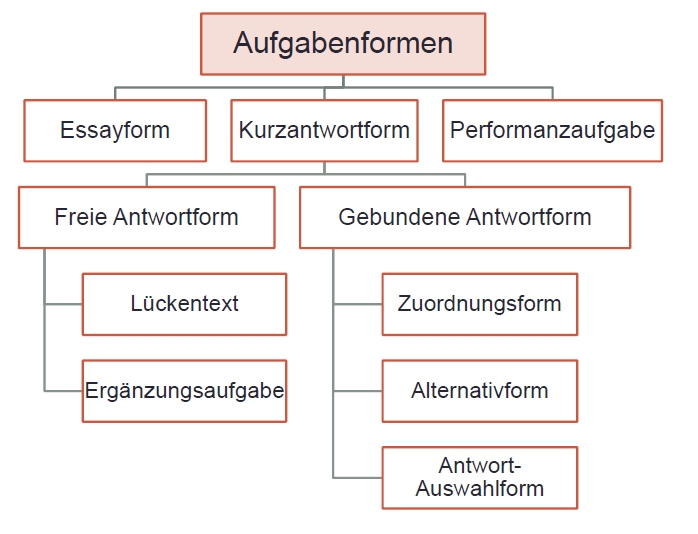 Aufgabenformen
Essayform
Kurzantwortform
Performanzaufgabe
Freie Antwortform
Gebundene Antwortform
Lückentext
Ergänzungsaufgabe
Zuordnungsform
Alternativform
Antwort-
Auswahlform